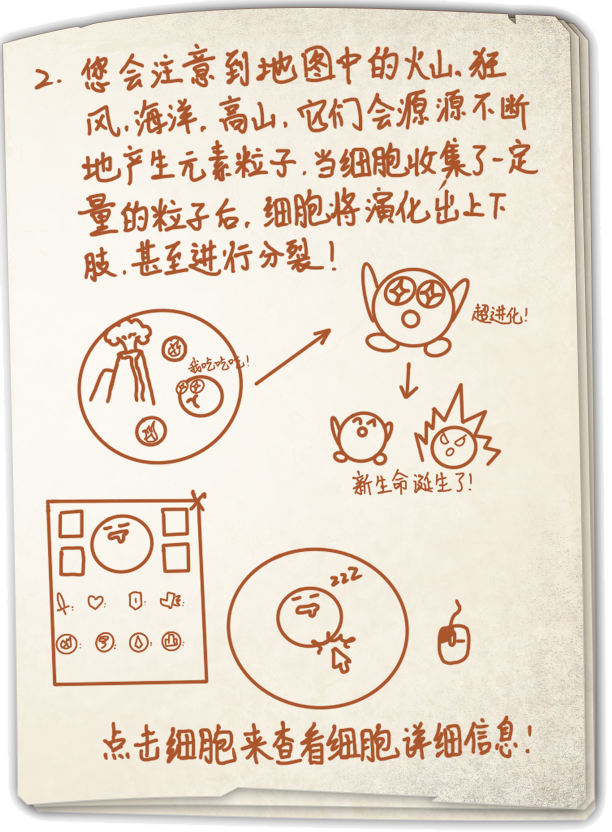 2. 您会注意到地图中的火山、狂
风、海洋、高山，它们会源源不断
地产生元素粒子。当细胞收集了一定
量的粒子后，细胞将演化出上下
肢，甚至进行分裂！
超进化！
我吃吃吃！
新生命诞生了！
zzz
点击细胞来查看细胞详细信息！